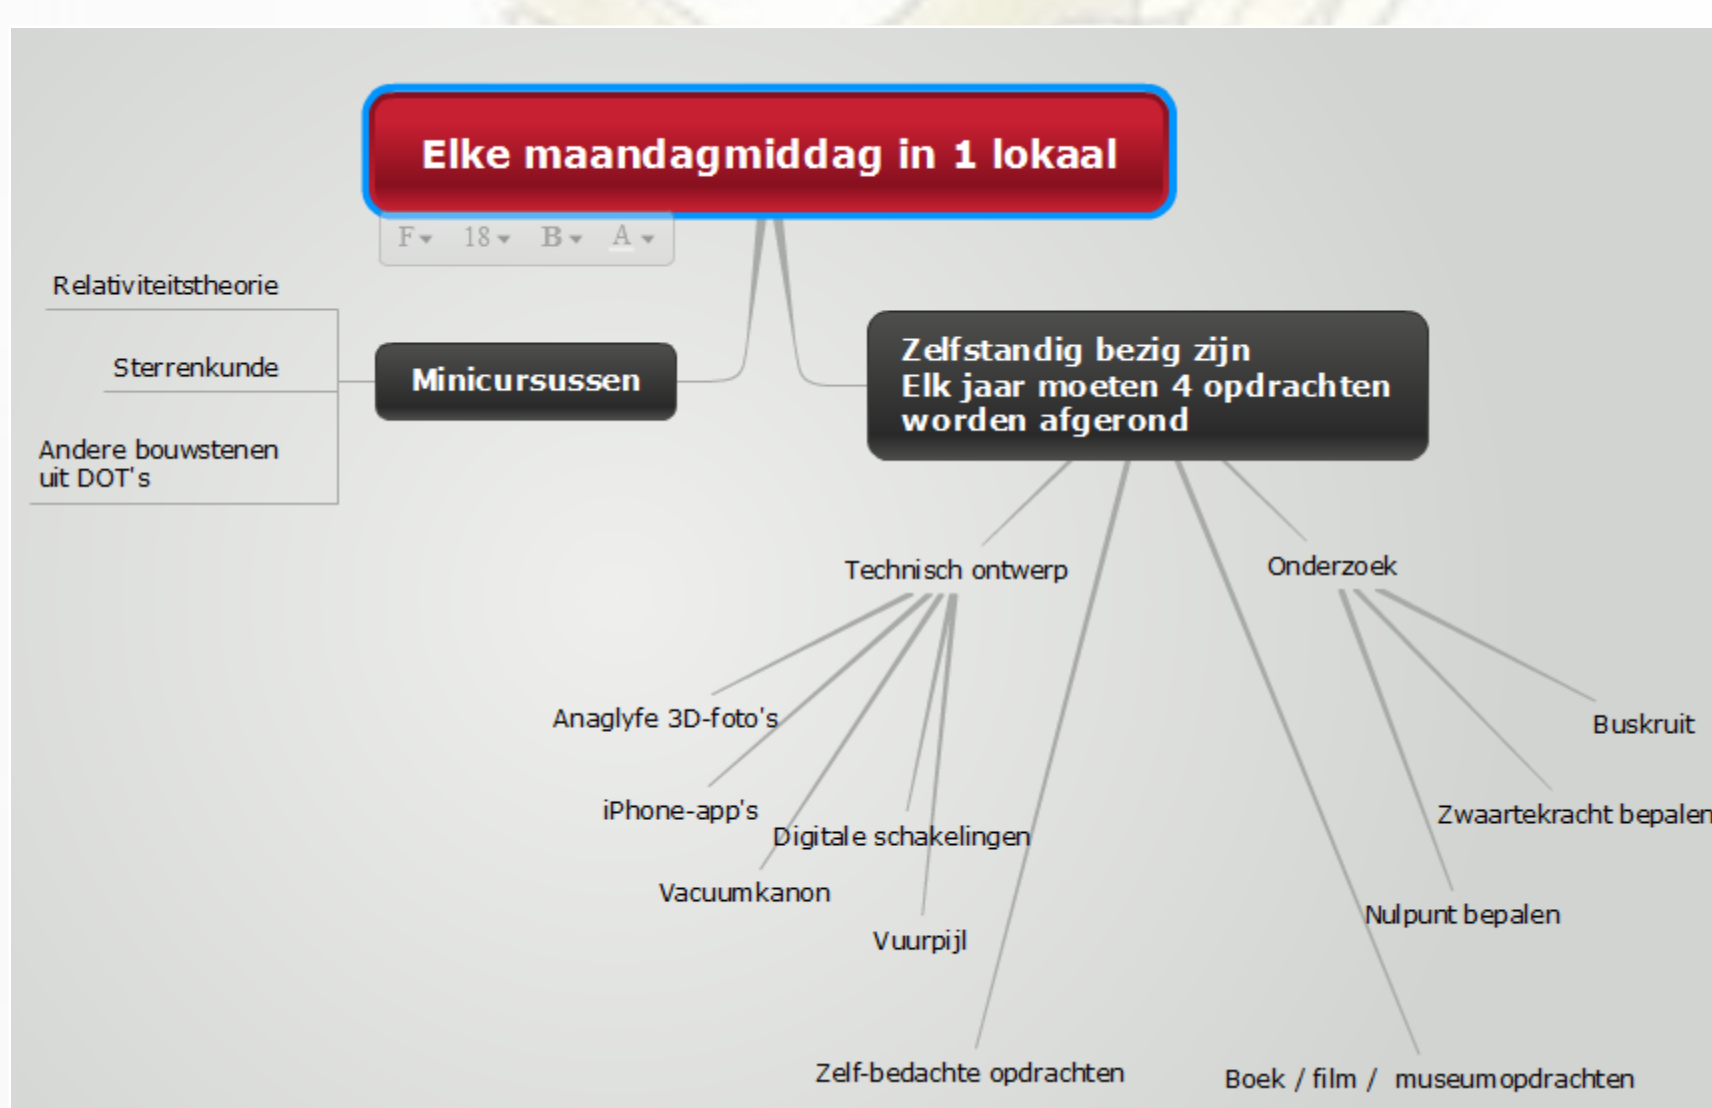 Elke maandagmiddag in 1 lokaal
F 18 B A
Relativiteitstheorie
Sterrenkunde
Andere bouwstenen
uit DOT's
Minicursussen
Zelfstandig bezig zijn
Elk jaar moeten 4 opdrachten
worden afgerond
Technisch ontwerp
Onderzoek
Anaglyfe 3D-foto's
iPhone-app's
Digitale schakelingen
Vacuumkanon
Vuurpijl
Buskruit
Zwaartekracht bepalen
Nulpunt bepalen
Zelf-bedachte opdrachten
Boek / film / museumopdrachten